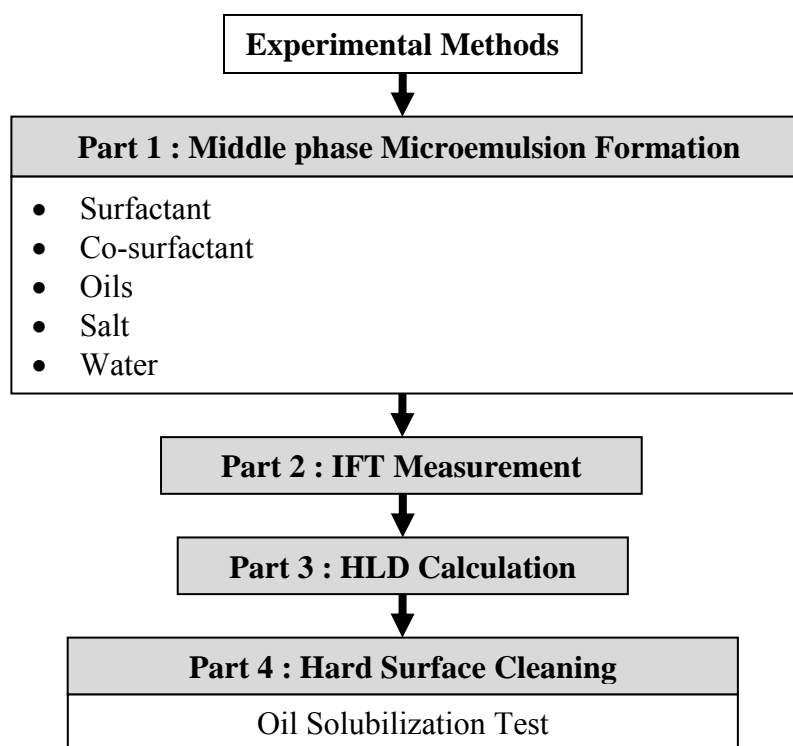 Experimental Methods
Part 1 : Middle phase Microemulsion Formation
• Surfactant
• Co-surfactant
• Oils
• Salt
• Water
Part 2 : IFT Measurement
Part 3 : HLD Calculation
Part 4 : Hard Surface Cleaning
Oil Solubilization Test